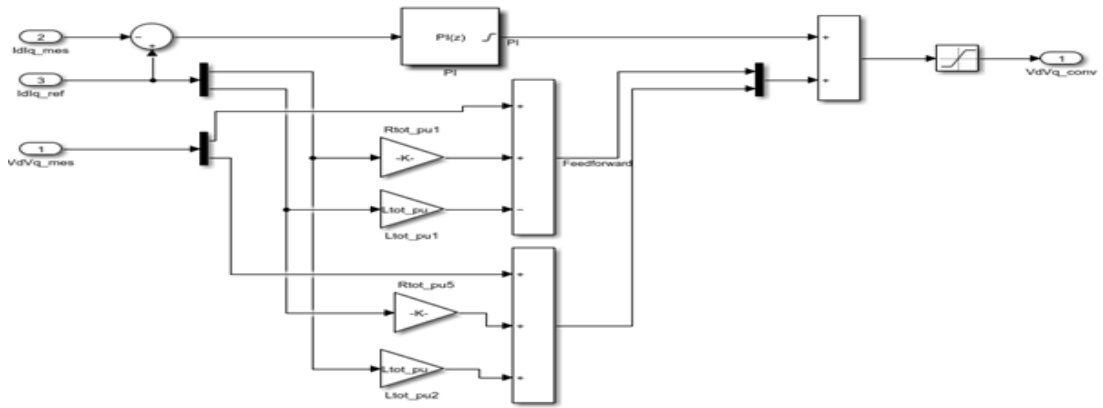 2
IdIq_mes
3
IdIq_ref
1
VdVq_mes
PI(z)
PI
PI
Rtot_pu1
-K-
Ltot_pu
Ltot_pu1
Feedforward
Rtot_pu5
-K-
Ltot_pu
Ltot_pu2
1
VdVq_conv
- +
+ + -
+ + +
+ +